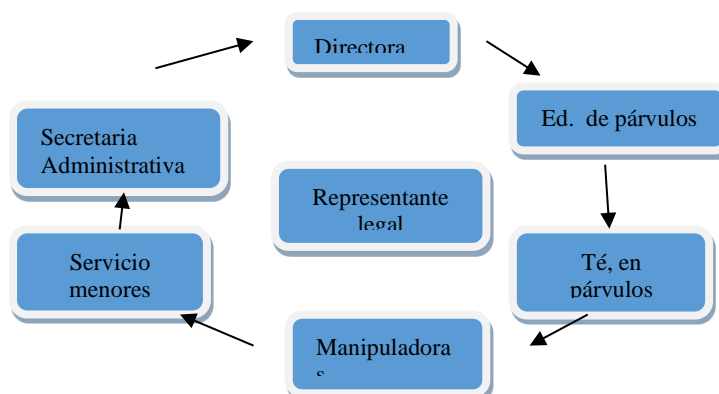 Directora
Ed. de párvulos
Secretaria
Administrativa
Representante
legal
Servicio
menores
Té, en
párvulos
Manipuladora
s